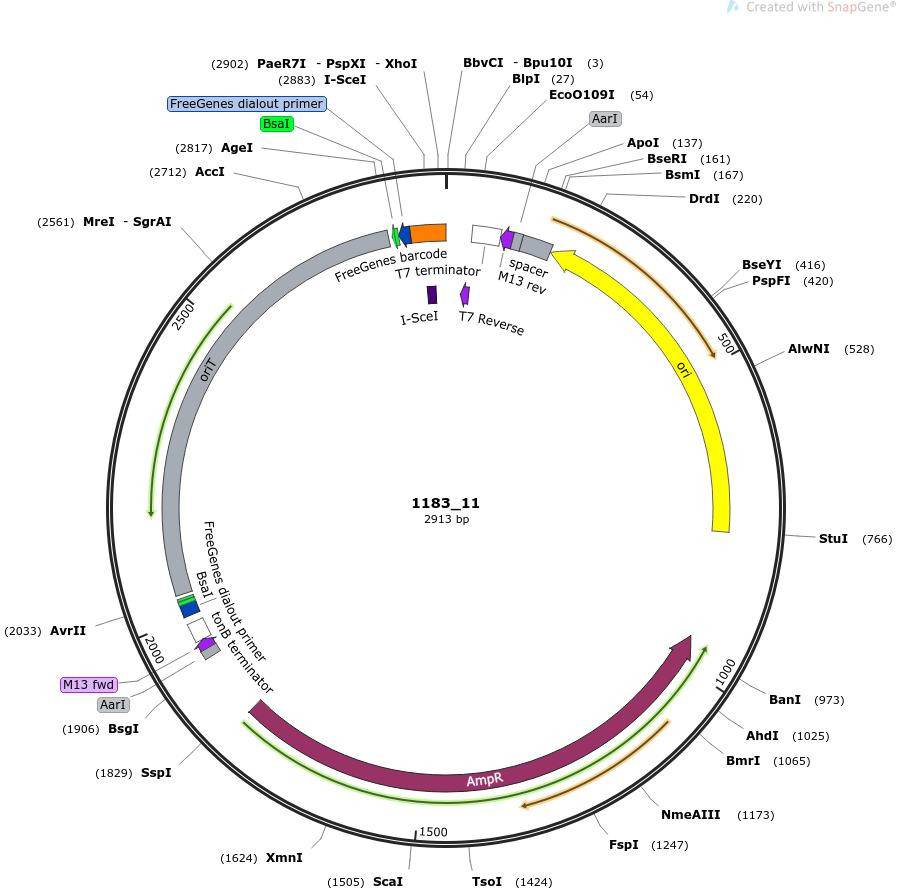 Created with SnapGene®
(2902) PaeR7I - PspXI - XhoI
BbvCI - Bpu10I (3)
(2883) I-SceI
BlpI (27)
FreeGenes dialout primer
EcoO109I (54)
BsaI
AarI
(2817) AgeI
ApoI (137)
BseRI (161)
(2712) AccI
BsmI (167)
DrdI (220)
(2561) MreI - SgrAI
FreeGenes barcode
T7 terminator
spacer
M13 rev
BseYI (416)
PspFI (420)
I-SceI
T7 Reverse
2500
500
AlwNI (528)
oriT
ori
1183_11
2913 bp
StuI (766)
FreeGenes dialout primer
BsaI
tonB terminator
(2033) AvrII
2000
1000
M13 fwd
AarI
BanI (973)
(1906) BsgI
AhdI (1025)
BmrI (1065)
(1829) SspI
AmpR
NmeAIII (1173)
1500
FspI (1247)
(1624) XmnI
(1505) ScaI
TsoI (1424)